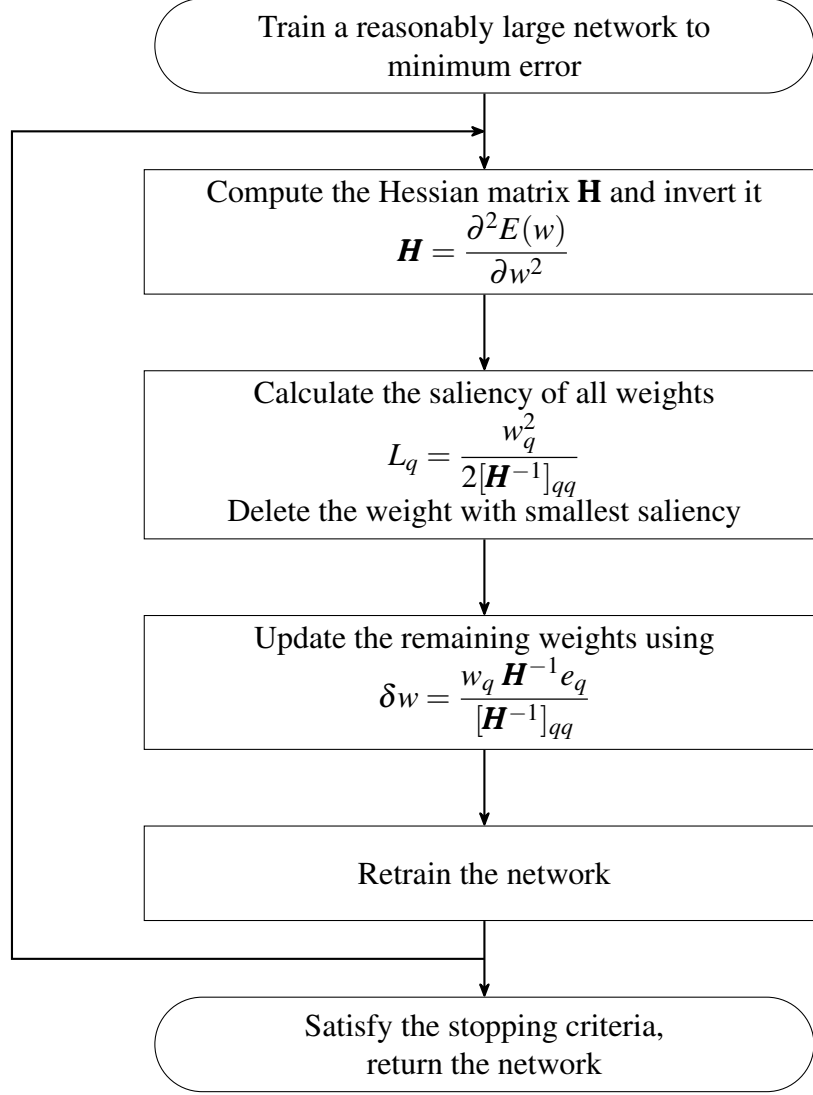 Train a reasonably large network to
minimum error
Compute the Hessian matrix H and invert it
H = ∂²E(w) / ∂w²
Calculate the saliency of all weights
L_q = w_q² / 2[H⁻¹]_qq
Delete the weight with smallest saliency
Update the remaining weights using
δw = w_q H⁻¹e_q / [H⁻¹]_qq
Retrain the network
Satisfy the stopping criteria,
return the network